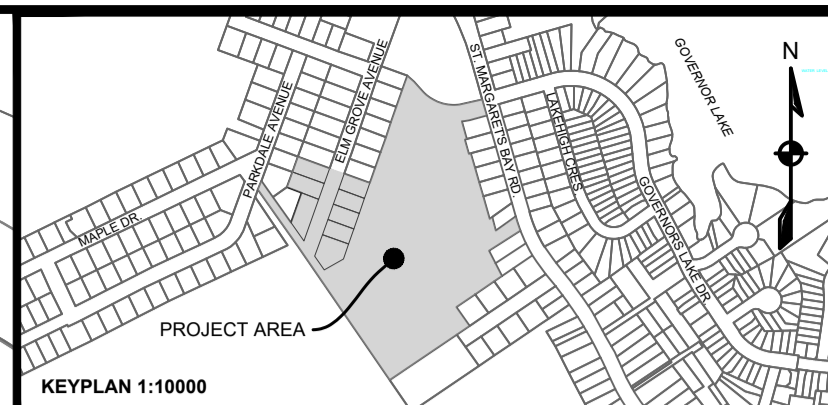 PARKDALE AVENUE
ELM GROVE AVENUE
ST. MARGARET'S BAY RD.
LAKEHIGH CRES
GOVERNOR LAKE
N
GOVERNORS LAKE DR.
MAPLE DR.
PROJECT AREA
KEYPLAN 1:10000